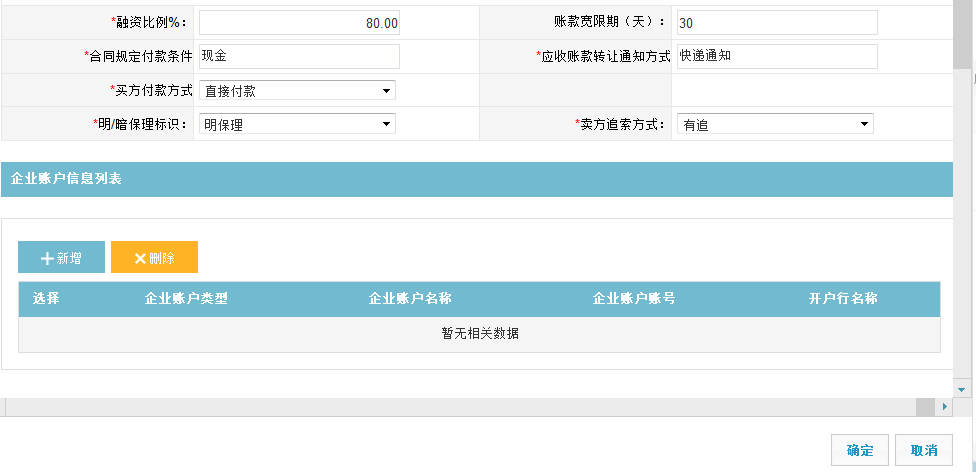 *融资比例%： 80.00 账款宽限期（天）： 30
*合同规定付款条件 现金 *应收账款转让通知方式 快递通知
*买方付款方式 直接付款
*明/暗保理标识： 明保理 *卖方追索方式： 有追
企业账户信息列表
新增 删除
选择 企业账户类型 企业账户名称 企业账户账号 开户行名称
暂无相关数据
确定 取消